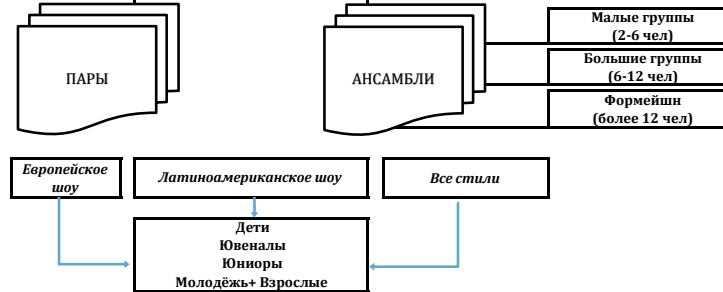 Малые группы
(2-6 чел)
Большие группы
(6-12 чел)
Формейшн
(более 12 чел)
ПАРЫ
АНСАМБЛИ
Европейское
шоу
Латиноамериканское шоу
Все стили
Дети
Ювеналы
Юниоры
Молодёжь+ Взрослые